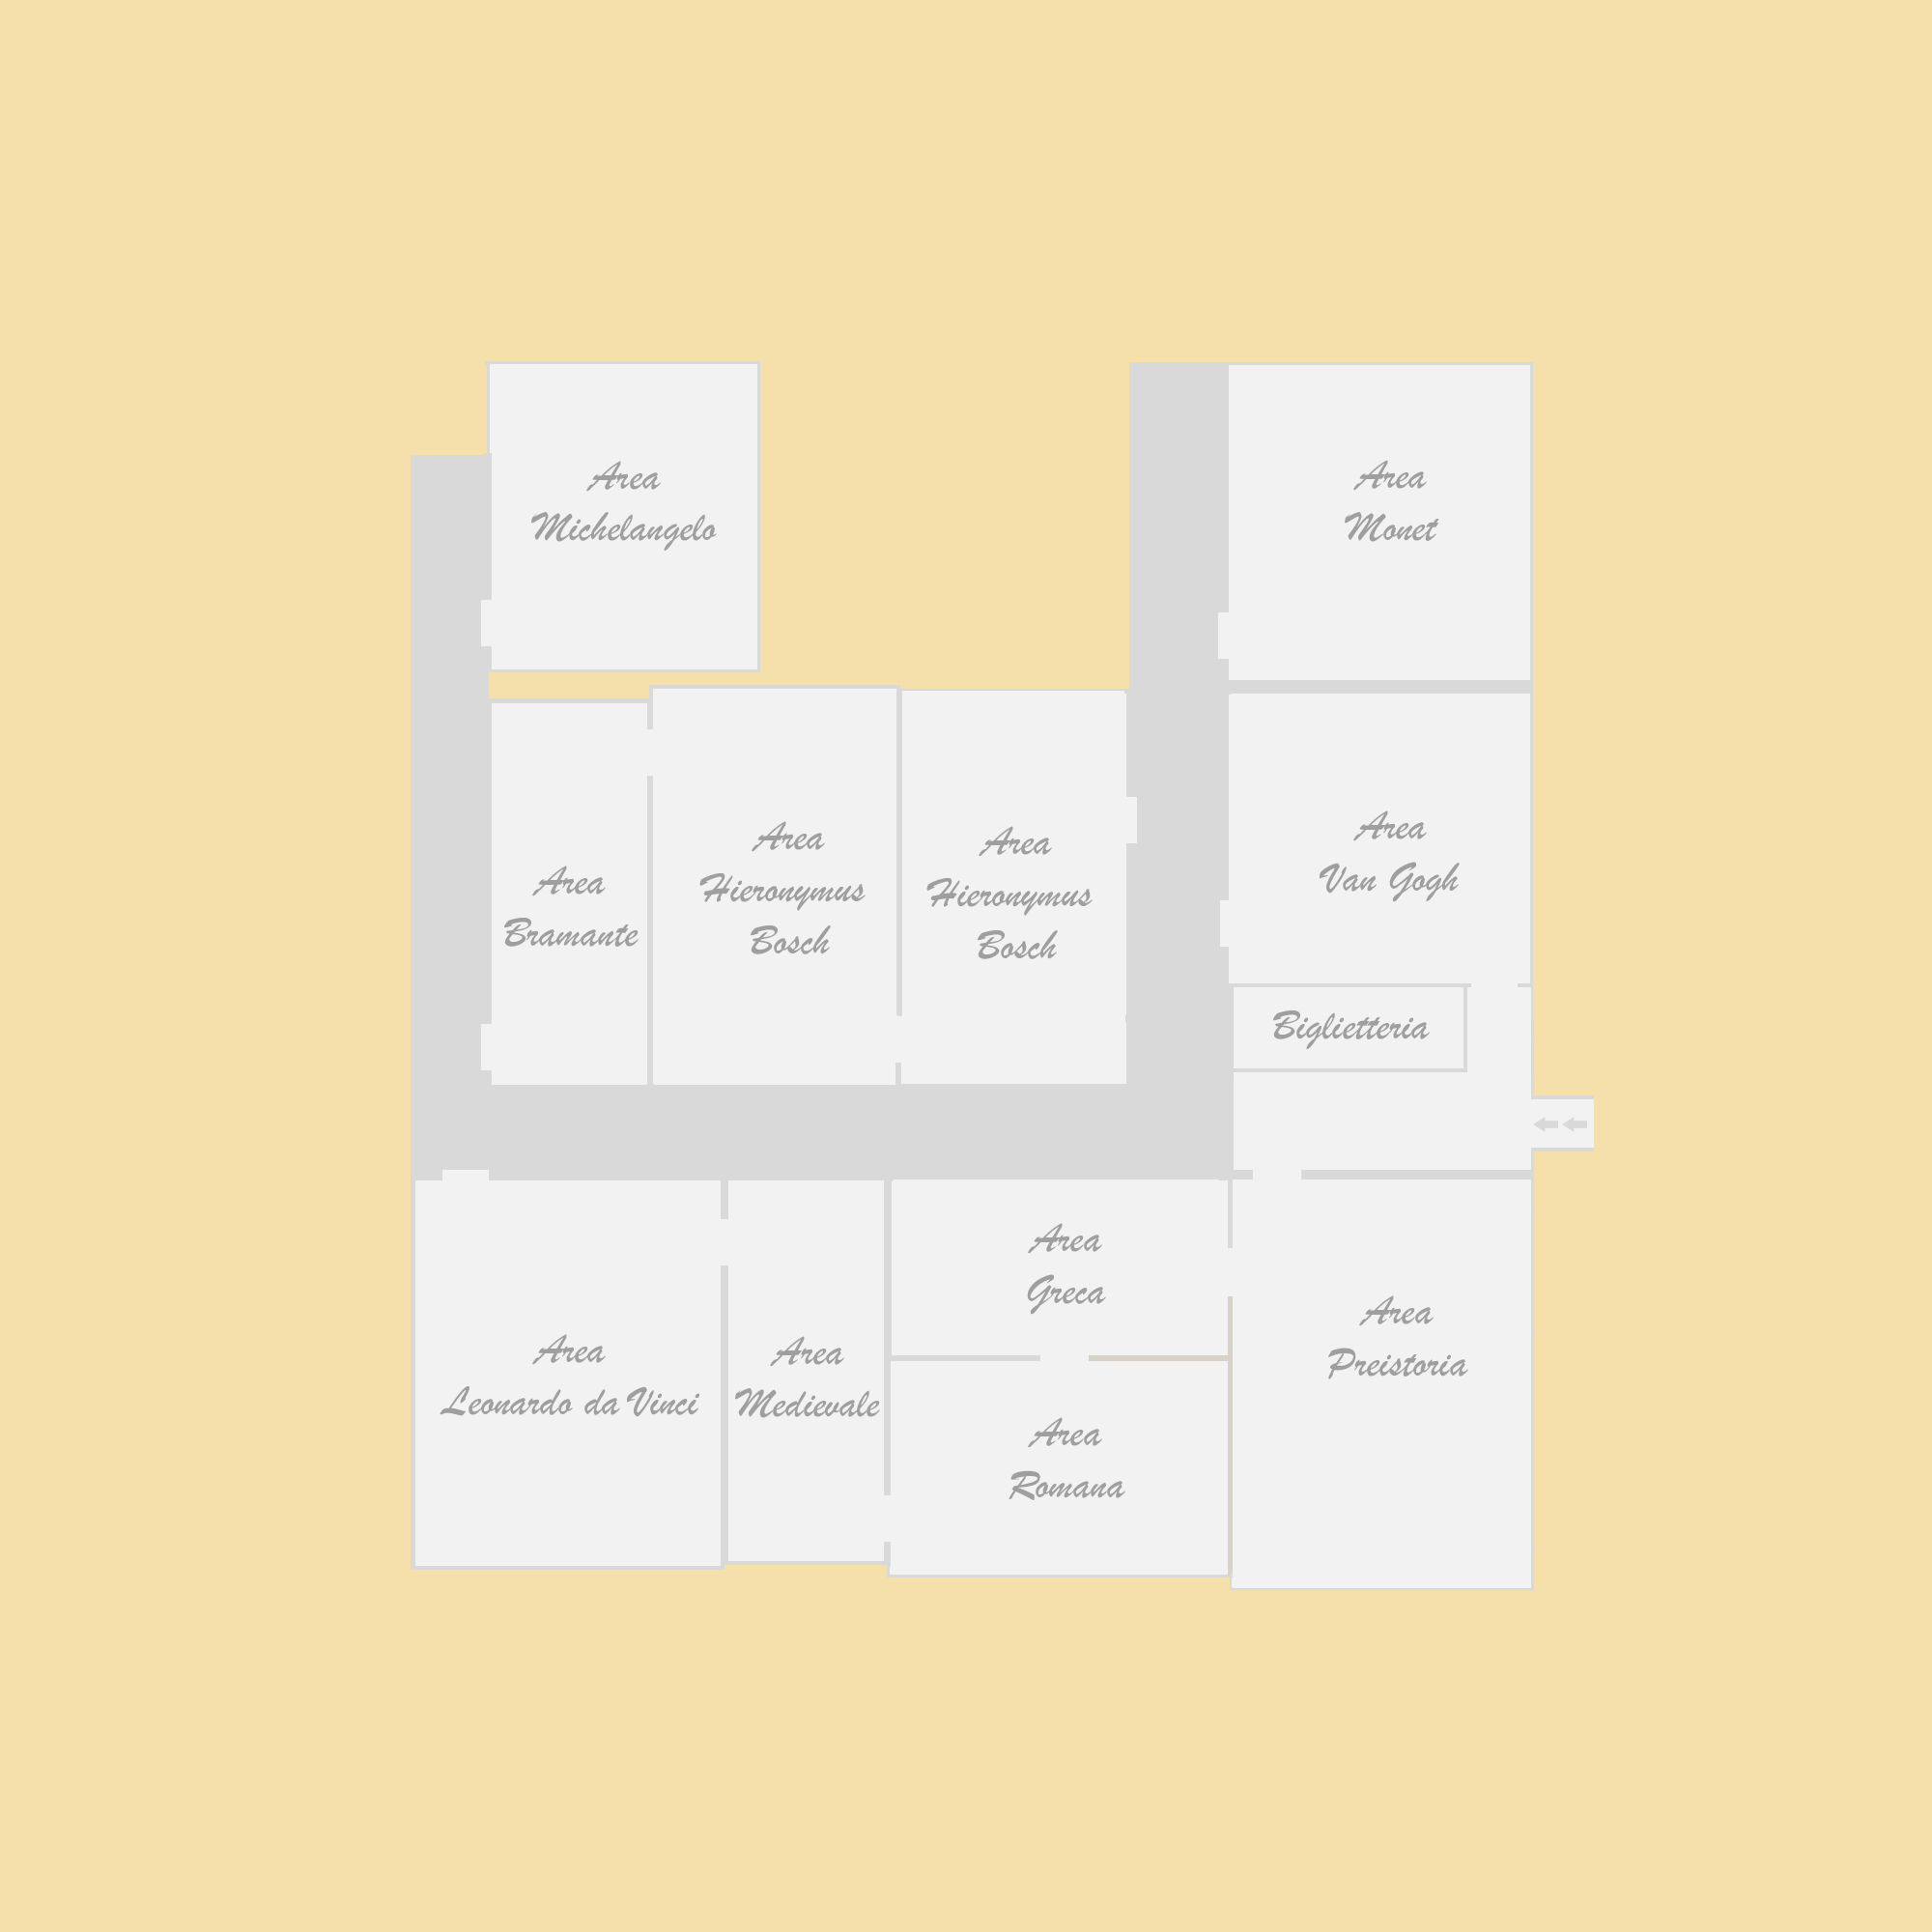 Area
Michelangelo
Area
Monet
Area
Bramante
Area
Hieronymus
Bosch
Area
Hieronymus
Bosch
Area
Van Gogh
Biglietteria
Area
Leonardo da Vinci
Area
Medievale
Area
Greca
Area
Romana
Area
Preistoria